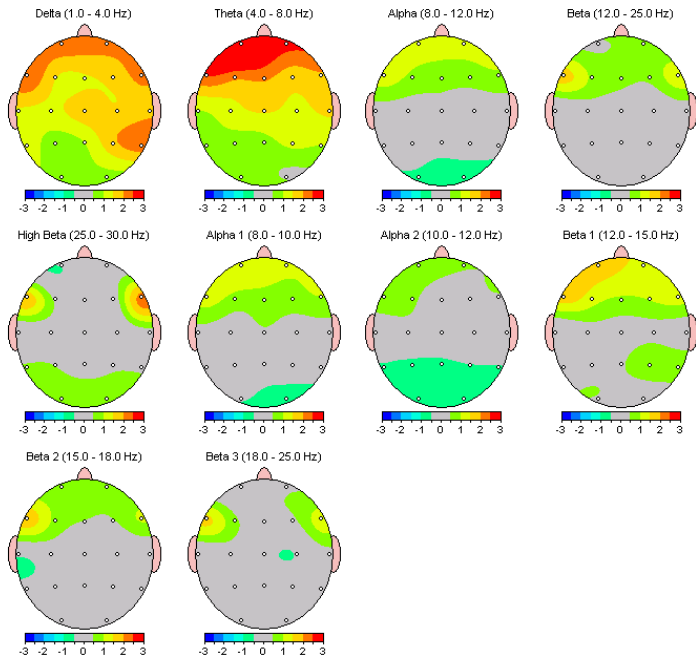 Delta (1.0 - 4.0 Hz) Theta (4.0 - 8.0 Hz) Alpha (8.0 - 12.0 Hz) Beta (12.0 - 25.0 Hz)
-3 -2 -1 0 1 2 3 -3 -2 -1 0 1 2 3 -3 -2 -1 0 1 2 3 -3 -2 -1 0 1 2 3
High Beta (25.0 - 30.0 Hz) Alpha 1 (8.0 - 10.0 Hz) Alpha 2 (10.0 - 12.0 Hz) Beta 1 (12.0 - 15.0 Hz)
-3 -2 -1 0 1 2 3 -3 -2 -1 0 1 2 3 -3 -2 -1 0 1 2 3 -3 -2 -1 0 1 2 3
Beta 2 (15.0 - 18.0 Hz) Beta 3 (18.0 - 25.0 Hz)
-3 -2 -1 0 1 2 3 -3 -2 -1 0 1 2 3